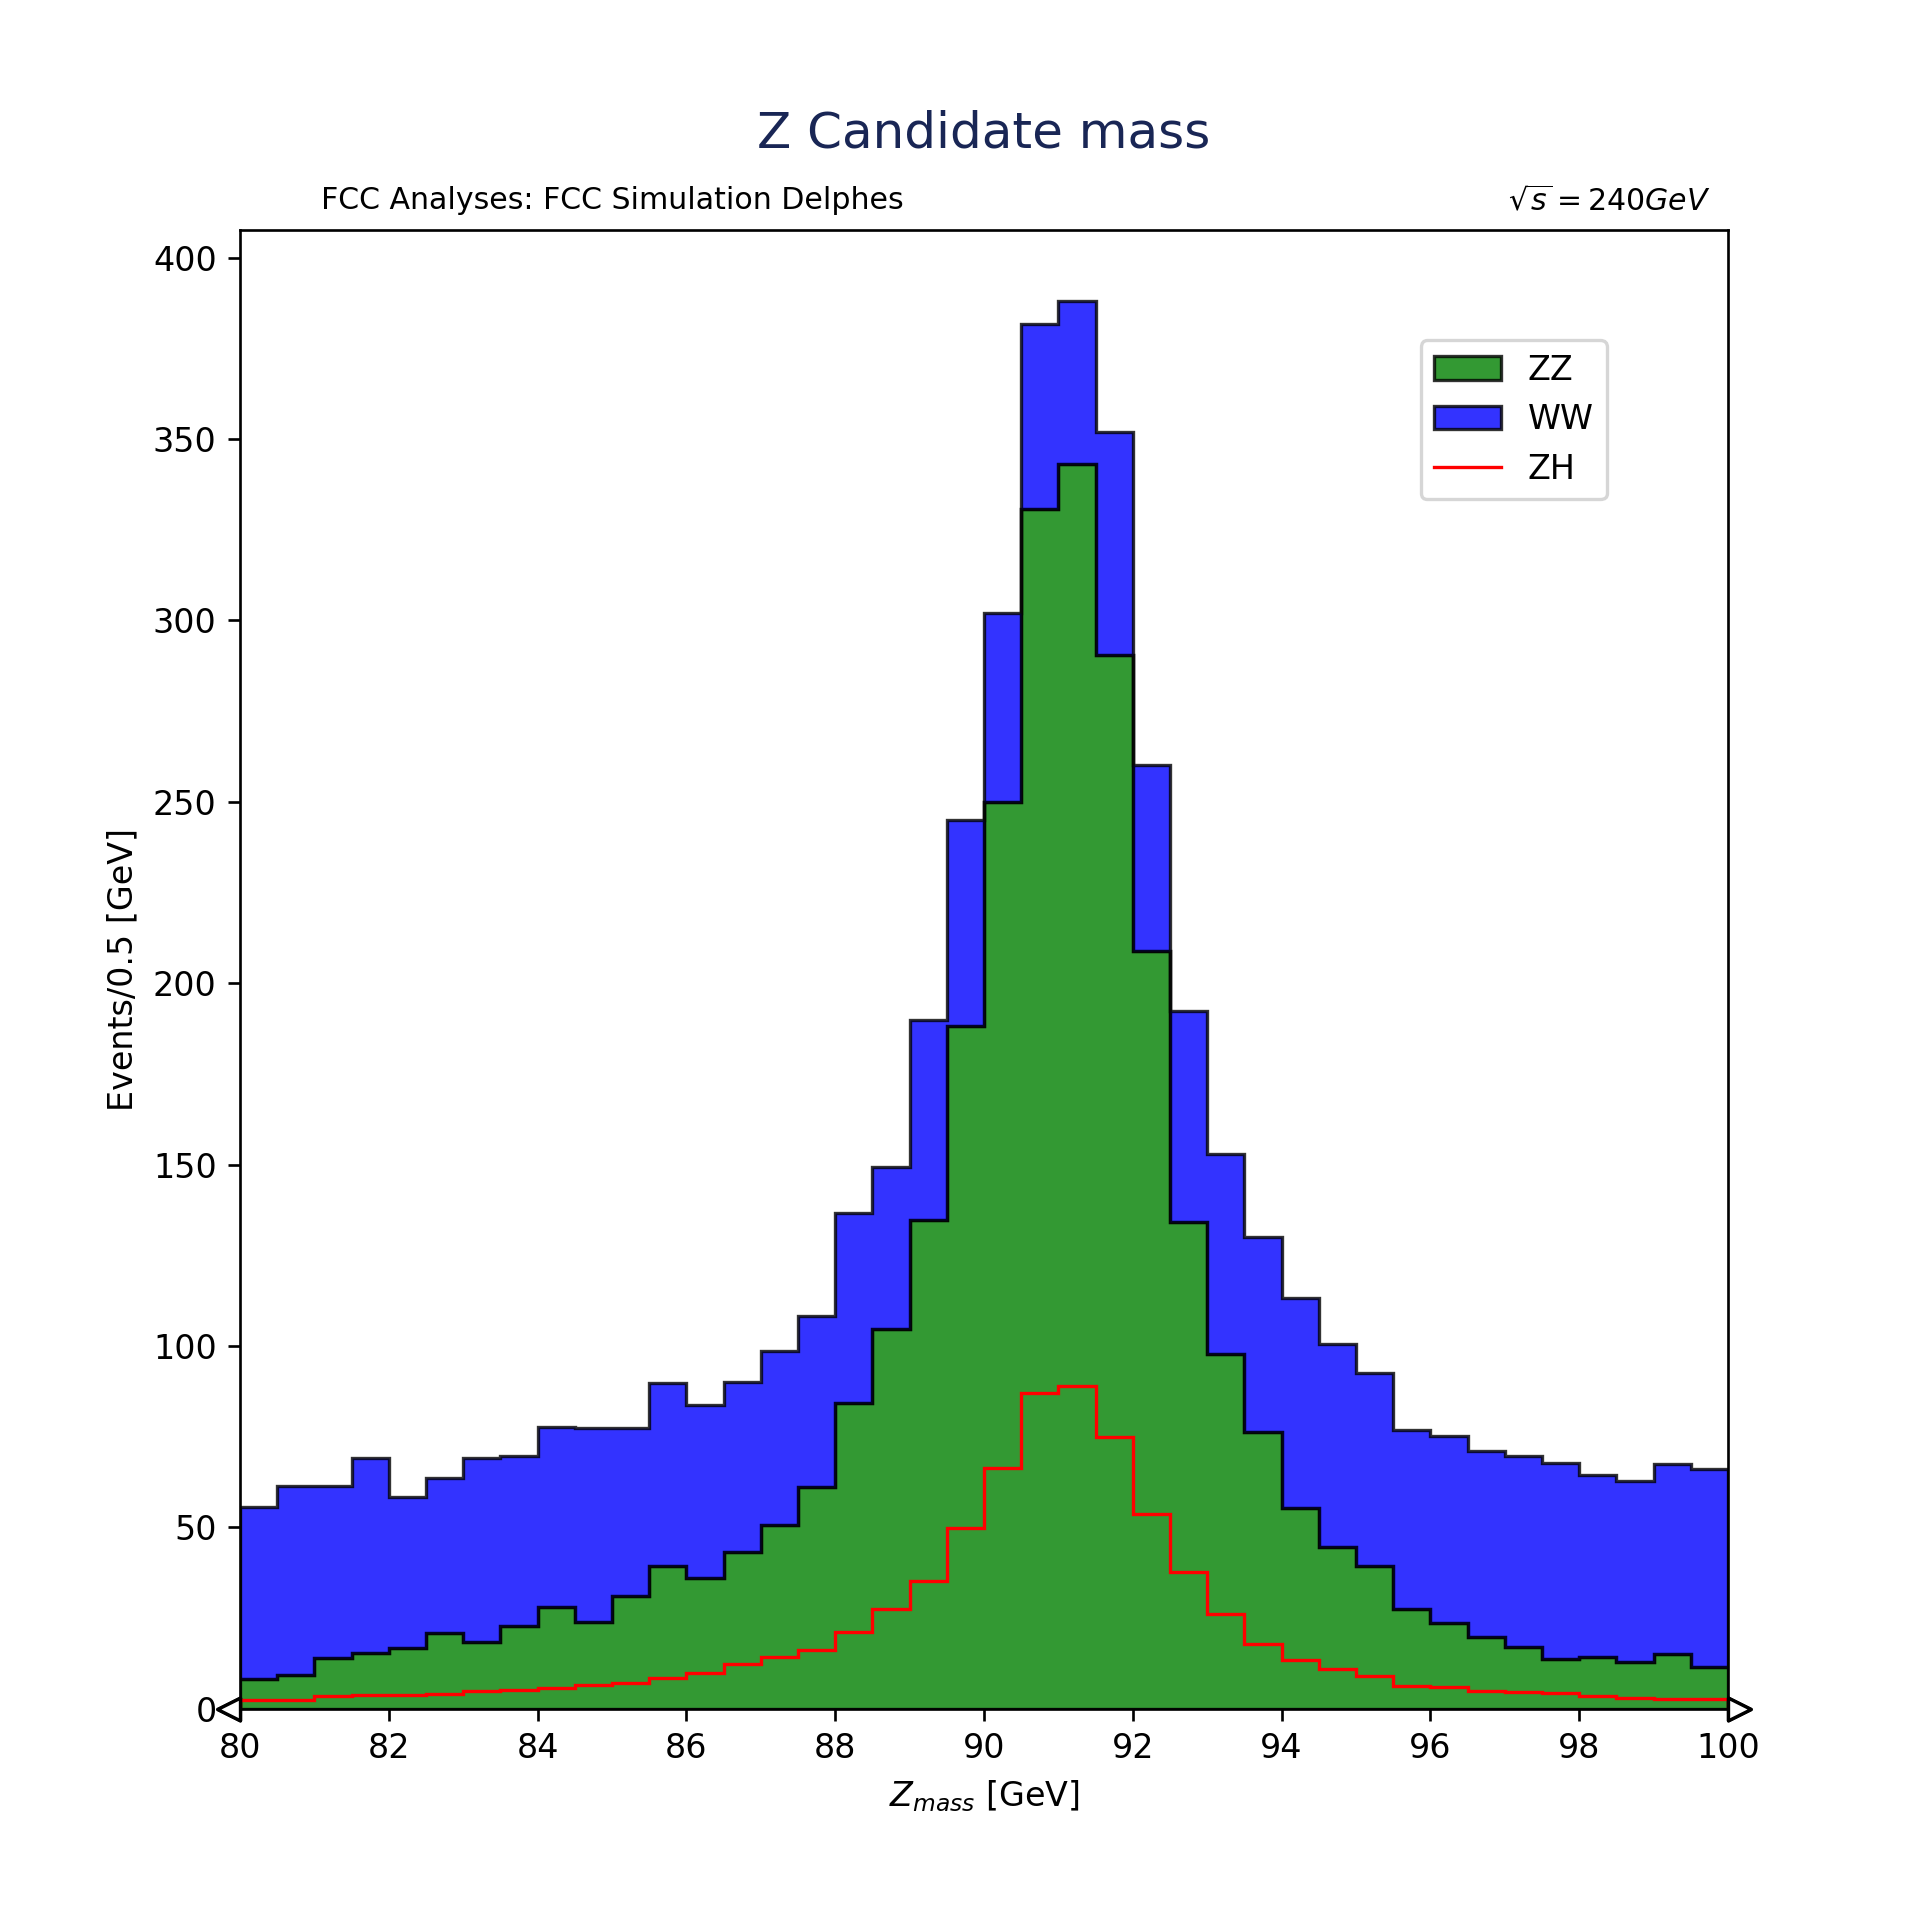 Z Candidate mass
FCC Analyses: FCC Simulation Delphes
√s = 240GeV
400
350
300
250
200
150
100
50
0
Events/0.5 [GeV]
ZZ
WW
ZH
80 82 84 86 88 90 92 94 96 98 100
Z_mass [GeV]